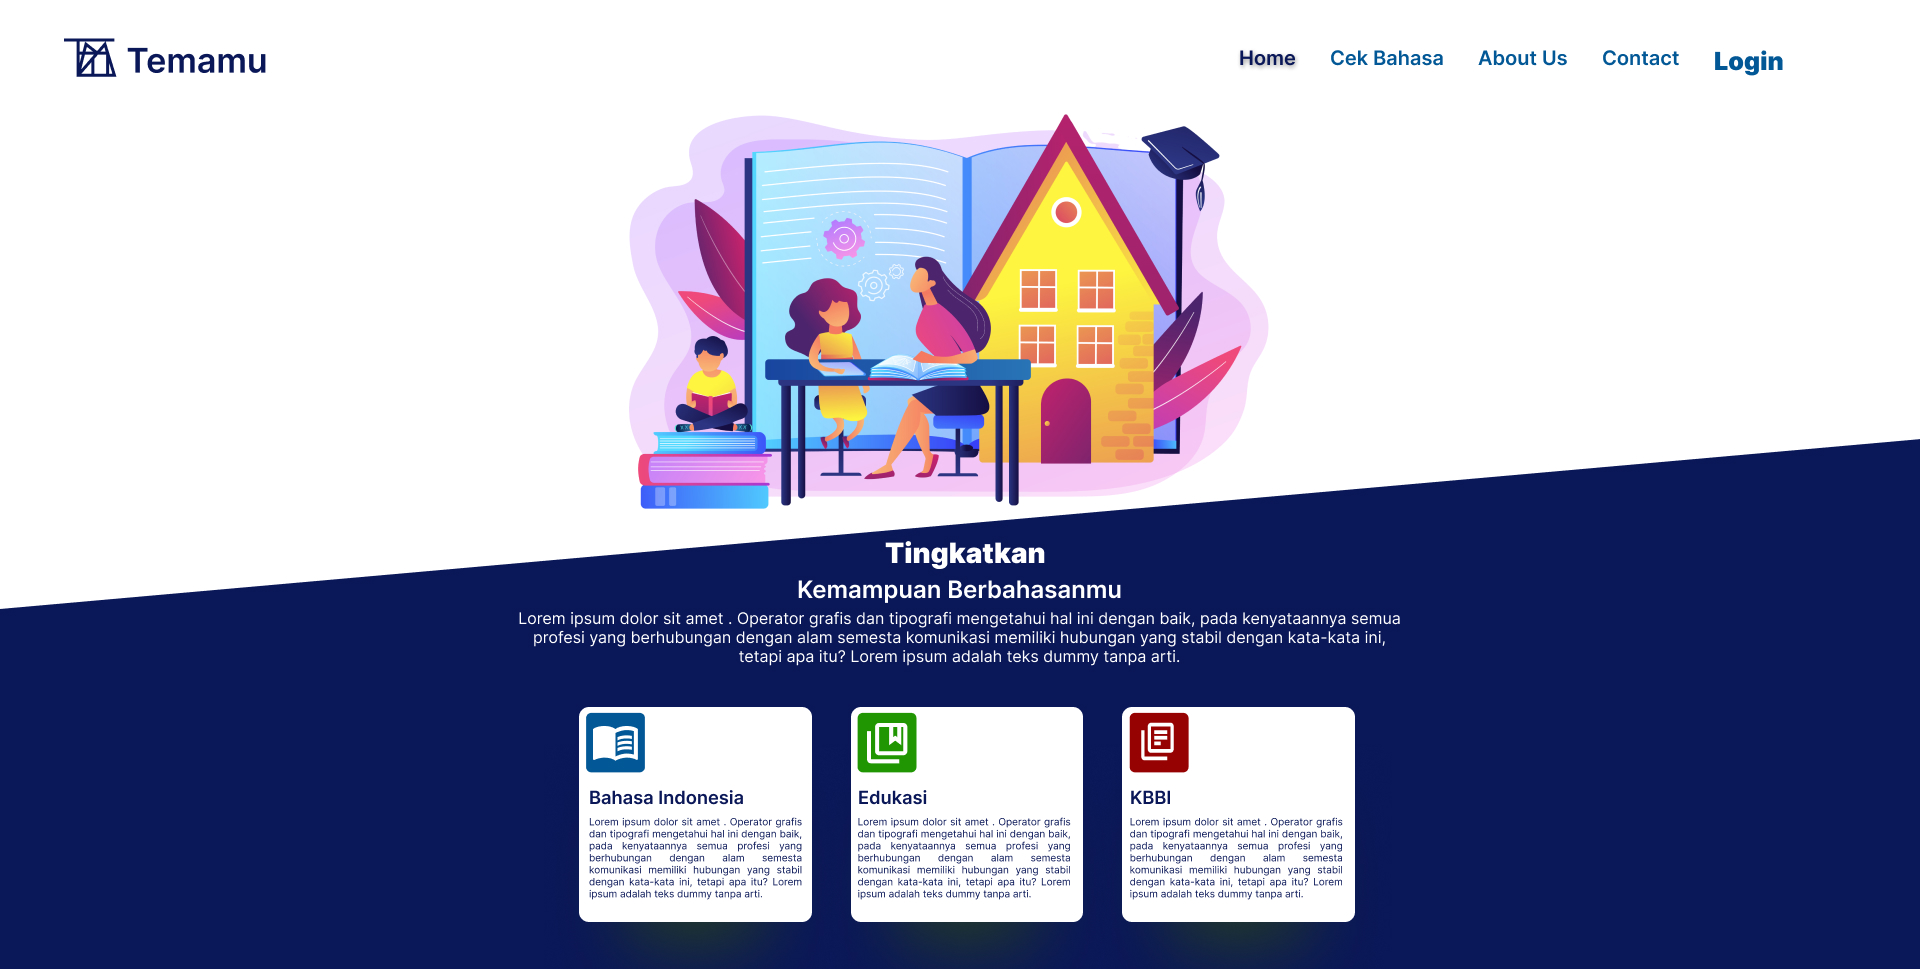 Temamu
Home Cek Bahasa About Us Contact Login
Tingkatkan
Kemampuan Berbahasanmu
Lorem ipsum dolor sit amet . Operator grafis dan tipografi mengetahui hal ini dengan baik, pada kenyataannya semua
profesi yang berhubungan dengan alam semesta komunikasi memiliki hubungan yang stabil dengan kata-kata ini,
tetapi apa itu? Lorem ipsum adalah teks dummy tanpa arti.
Bahasa Indonesia
Lorem ipsum dolor sit amet . Operator grafis
dan tipografi mengetahui hal ini dengan baik,
pada kenyataannya semua profesi yang
berhubungan dengan alam semesta
komunikasi memiliki hubungan yang stabil
dengan kata-kata ini, tetapi apa itu? Lorem
ipsum adalah teks dummy tanpa arti.
Edukasi
Lorem ipsum dolor sit amet . Operator grafis
dan tipografi mengetahui hal ini dengan baik,
pada kenyataannya semua profesi yang
berhubungan dengan alam semesta
komunikasi memiliki hubungan yang stabil
dengan kata-kata ini, tetapi apa itu? Lorem
ipsum adalah teks dummy tanpa arti.
KBBI
Lorem ipsum dolor sit amet . Operator grafis
dan tipografi mengetahui hal ini dengan baik,
pada kenyataannya semua profesi yang
berhubungan dengan alam semesta
komunikasi memiliki hubungan yang stabil
dengan kata-kata ini, tetapi apa itu? Lorem
ipsum adalah teks dummy tanpa arti.